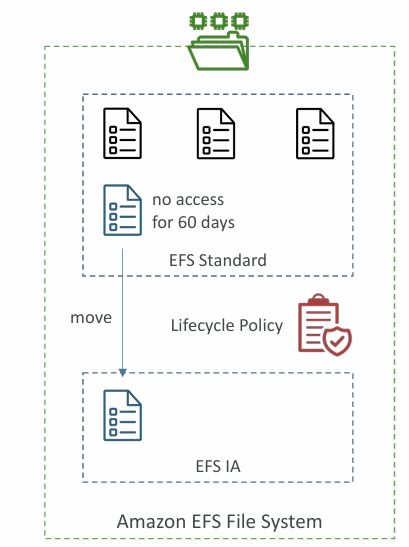 no access
for 60 days
EFS Standard
move
Lifecycle Policy
EFS IA
Amazon EFS File System